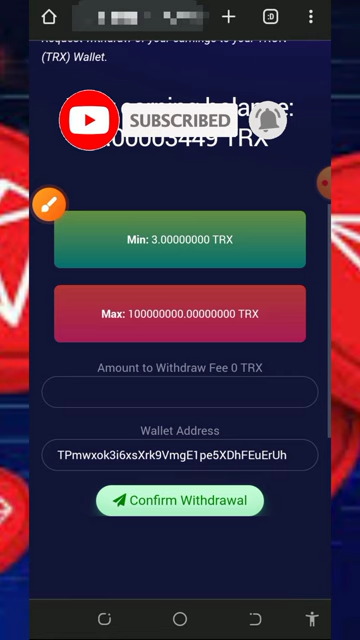 (TRX) Wallet.
SUBSCRIBED
TRX
Min: 3.00000000 TRX
Max: 100000000.00000000 TRX
Amount to Withdraw Fee 0 TRX
Wallet Address
TPmwxok3i6xsXrk9VmgE1pe5XDhFEuErUh
Confirm Withdrawal